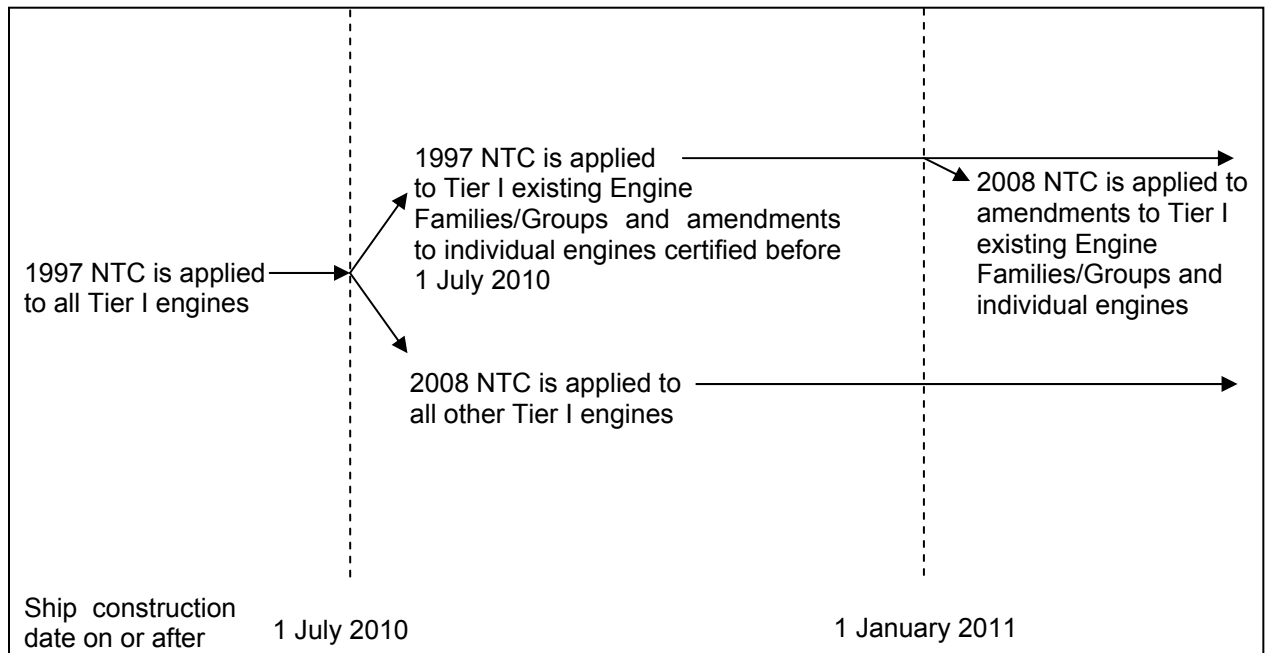 1997 NTC is applied
to all Tier I engines
1997 NTC is applied
to Tier I existing Engine
Families/Groups and amendments
to individual engines certified before
1 July 2010
2008 NTC is applied to
all other Tier I engines
2008 NTC is applied to
amendments to Tier I
existing Engine
Families/Groups and
individual engines
Ship construction
date on or after
1 July 2010
1 January 2011